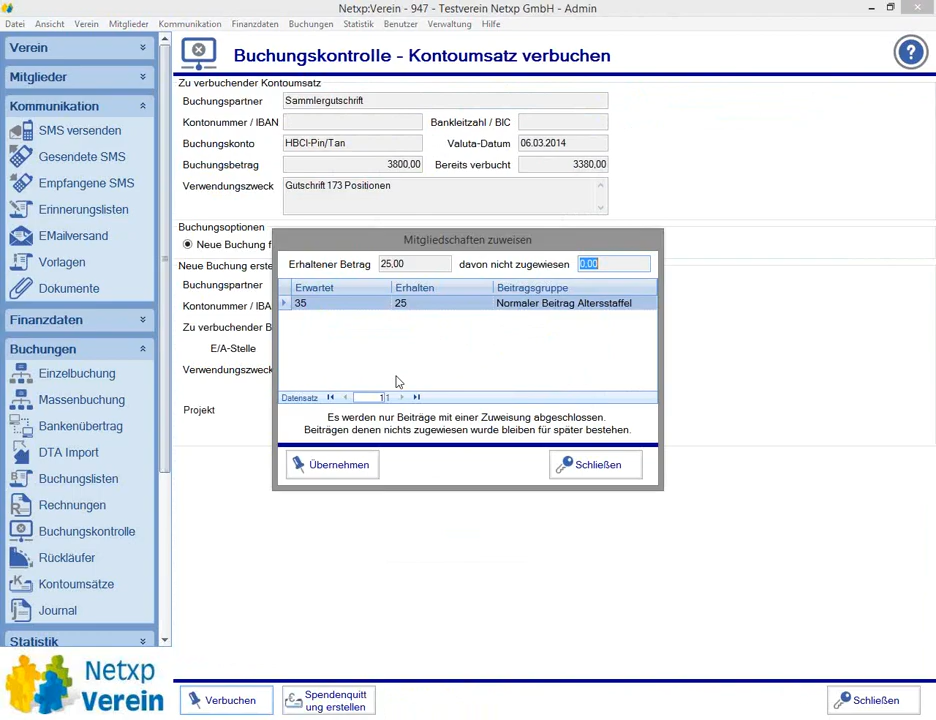 Netxp:Verein - 947 - Testverein Netxp GmbH - Admin
Datei Ansicht Verein Mitglieder Kommunikation Finanzdaten Buchungen Statistik Benutzer Verwaltung Hilfe
Verein
Mitglieder
Kommunikation
SMS versenden
Gesendete SMS
Empfangene SMS
Erinnerungslisten
EMailversand
Vorlagen
Dokumente
Finanzdaten
Buchungen
Einzelbuchung
Massenbuchung
Bankenübertrag
DTA Import
Buchungslisten
Rechnungen
Buchungskontrolle
Rückläufer
Kontoumsätze
Journal
Statistik
Netxp
Verein
Buchungskontrolle - Kontoumsatz verbuchen
Zu verbuchender Kontoumsatz
Buchungspartner Sammlergutschrift
Kontonummer / IBAN Bankleitzahl / BIC
Buchungskonto HBCI-Pin/Tan Valuta-Datum 06.03.2014
Buchungsbetrag 3800,00 Bereits verbucht 3380,00
Verwendungszweck Gutschrift 173 Positionen
Buchungsoptionen
Neue Buchung f
Neue Buchung erste
Buchungspartner
Kontonummer / IBA
Zu verbuchender B
E/A-Stelle
Verwendungszweck
Projekt
Mitgliedschaften zuweisen
Erhaltener Betrag 25,00 davon nicht zugewiesen 0.00
Erwartet Erhalten Beitragsgruppe
35 25 Normaler Beitrag Altersstaffel
Datensatz 1 1
Es werden nur Beiträge mit einer Zuweisung abgeschlossen.
Beiträgen denen nichts zugewiesen wurde bleiben für später bestehen.
Übernehmen Schließen
Verbuchen Spendenquitt
ung erstellen Schließen